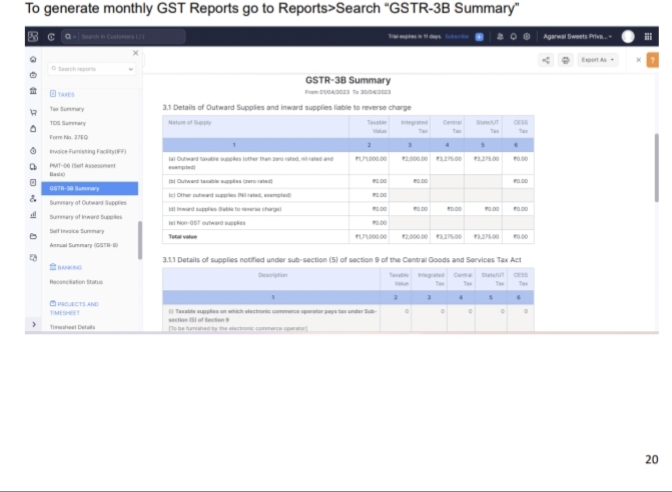 To generate monthly GST Reports go to Reports>Search “GSTR-3B Summary”
Search in Customers ( / )
Trial expires in 11 days. Subscribe
Agarwal Sweets Priva...
Search reports
Export As
TAXES
Tax Summary
TDS Summary
Form No. 27EQ
Invoice Furnishing Facility(IFF)
PMT-06 (Self Assessment
Basis)
GSTR-3B Summary
Summary of Outward Supplies
Summary of Inward Supplies
Self Invoice Summary
Annual Summary (GSTR-9)
BANKING
Reconciliation Status
PROJECTS AND
TIMESHEET
Timesheet Details
GSTR-3B Summary
From 01/04/2023 To 30/04/2023
3.1 Details of Outward Supplies and inward supplies liable to reverse charge
Nature of Supply Taxable Value Integrated Tax Central Tax State/UT Tax CESS Tax
1 2 3 4 5 6
(a) Outward taxable supplies (other than zero rated, nil rated and
exempted) ₹1,71,000.00 ₹2,000.00 ₹3,275.00 ₹3,275.00 ₹0.00
(b) Outward taxable supplies (zero rated) ₹0.00 ₹0.00 ₹0.00
(c) Other outward supplies (Nil rated, exempted) ₹0.00
(d) Inward supplies (liable to reverse charge) ₹0.00 ₹0.00 ₹0.00 ₹0.00 ₹0.00
(e) Non-GST outward supplies ₹0.00
Total value ₹1,71,000.00 ₹2,000.00 ₹3,275.00 ₹3,275.00 ₹0.00
3.1.1 Details of supplies notified under sub-section (5) of section 9 of the Central Goods and Services Tax Act
Description Taxable Value Integrated Tax Central Tax State/UT Tax CESS Tax
1 2 3 4 5 6
(i) Taxable supplies on which electronic commerce operator pays tax under Sub-
section (5) of Section 9 0 0 0 0 0
[To be furnished by the electronic commerce operator]
20